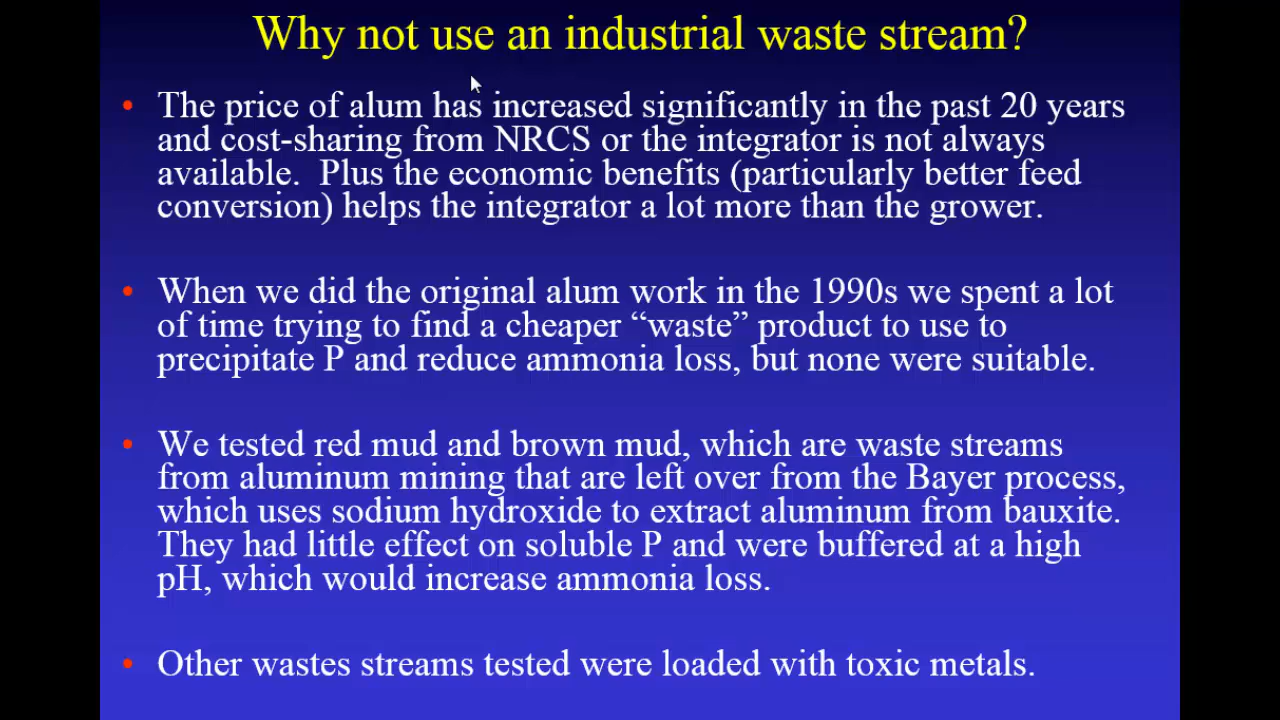 Why not use an industrial waste stream?
• The price of alum has increased significantly in the past 20 years
and cost-sharing from NRCS or the integrator is not always
available.  Plus the economic benefits (particularly better feed
conversion) helps the integrator a lot more than the grower.
• When we did the original alum work in the 1990s we spent a lot
of time trying to find a cheaper “waste” product to use to
precipitate P and reduce ammonia loss, but none were suitable.
• We tested red mud and brown mud, which are waste streams
from aluminum mining that are left over from the Bayer process,
which uses sodium hydroxide to extract aluminum from bauxite.
They had little effect on soluble P and were buffered at a high
pH, which would increase ammonia loss.
• Other wastes streams tested were loaded with toxic metals.